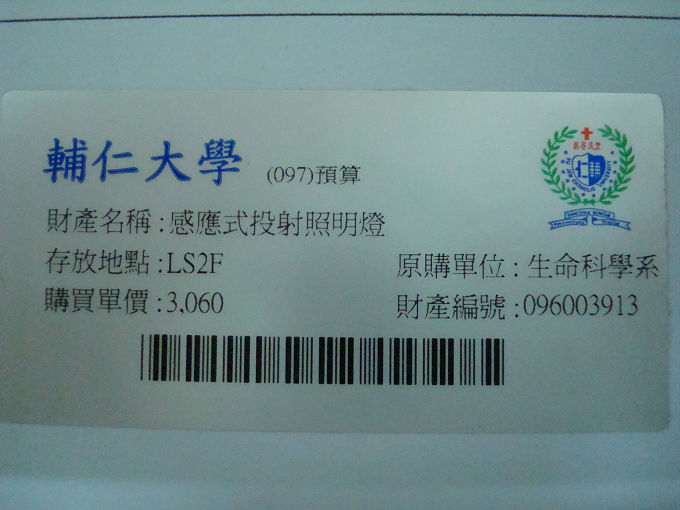 輔仁大學 (097)預算
財產名稱:感應式投射照明燈
存放地點:LS2F 原購單位:生命科學系
購買單價:3,060 財產編號:096003913